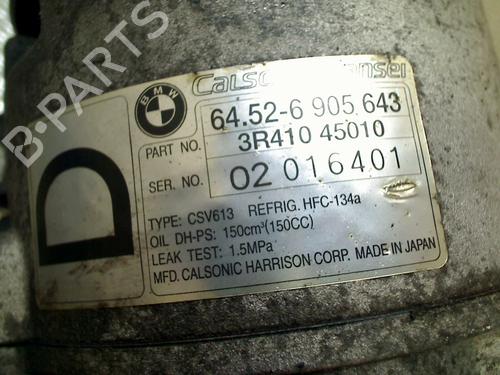 B-PARTS
BMW
Calsonic Kansei
64.52-6 905 643
PART NO. 3R410 45010
SER. NO. 02 016401
D
TYPE: CSV613 REFRIG. HFC-134a
OIL DH-PS: 150cm³(150CC)
LEAK TEST: 1.5MPa
MFD. CALSONIC HARRISON CORP. MADE IN JAPAN